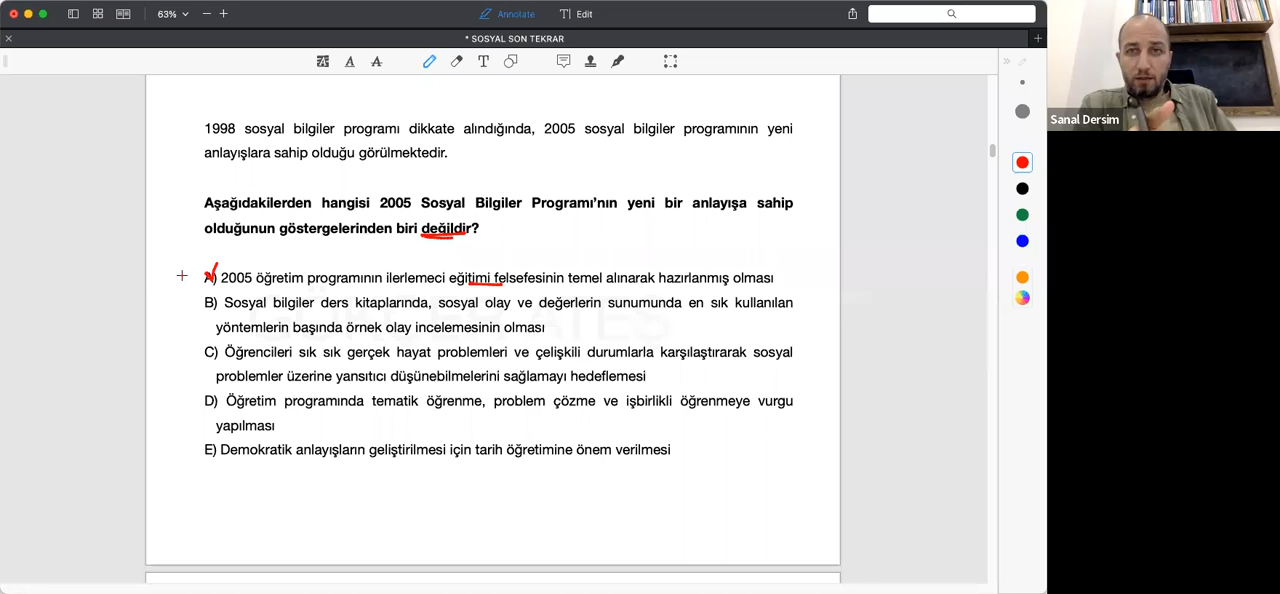 63%
Annotate
Edit
* SOSYAL SON TEKRAR
Sanal Dersim
1998 sosyal bilgiler programı dikkate alındığında, 2005 sosyal bilgiler programının yeni
anlayışlara sahip olduğu görülmektedir.
Aşağıdakilerden hangisi 2005 Sosyal Bilgiler Programı’nın yeni bir anlayışa sahip
olduğunun göstergelerinden biri değildir?
A) 2005 öğretim programının ilerlemeci eğitimi felsefesinin temel alınarak hazırlanmış olması
B) Sosyal bilgiler ders kitaplarında, sosyal olay ve değerlerin sunumunda en sık kullanılan
yöntemlerin başında örnek olay incelemesinin olması
C) Öğrencileri sık sık gerçek hayat problemleri ve çelişkili durumlarla karşılaştırarak sosyal
problemler üzerine yansıtıcı düşünebilmelerini sağlamayı hedeflemesi
D) Öğretim programında tematik öğrenme, problem çözme ve işbirlikli öğrenmeye vurgu
yapılması
E) Demokratik anlayışların geliştirilmesi için tarih öğretimine önem verilmesi